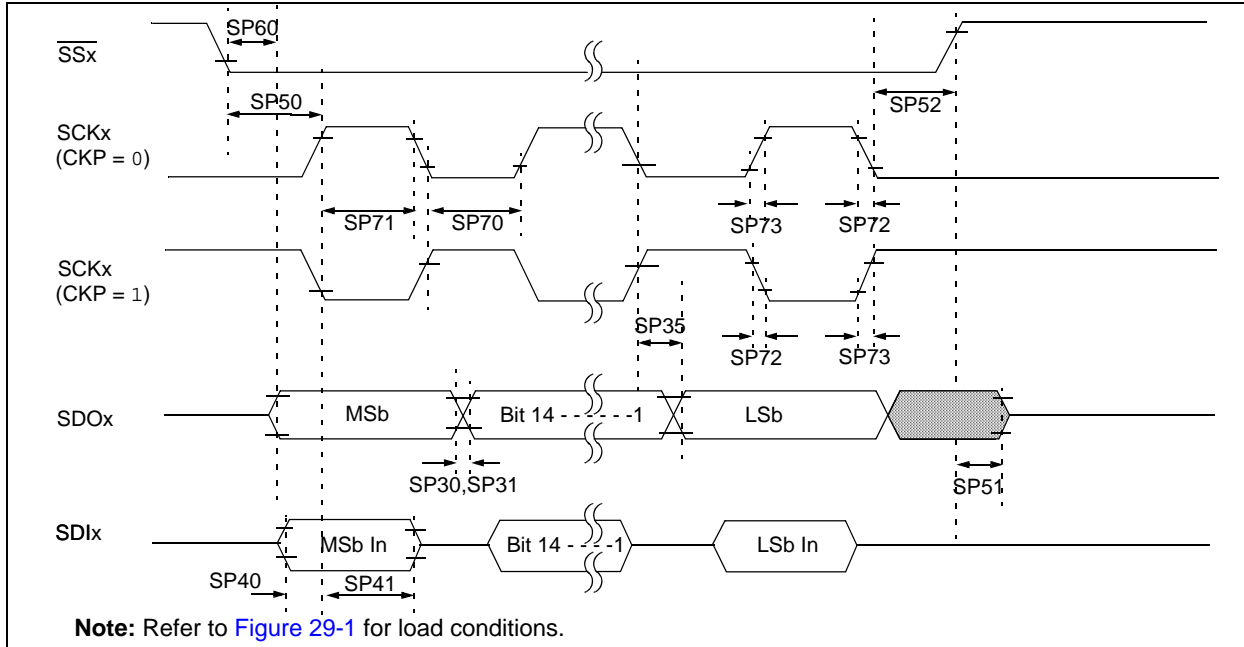 SP60
SSx
SP50
SP52
SCKx
(CKP = 0)
SP71
SP70
SP73
SP72
SCKx
(CKP = 1)
SP35
SP72
SP73
SDOx
MSb
Bit 14 - - - - - -1
LSb
SP30,SP31
SP51
SDIx
MSb In
Bit 14 - - - - -1
LSb In
SP40
SP41
Note: Refer to Figure 29-1 for load conditions.